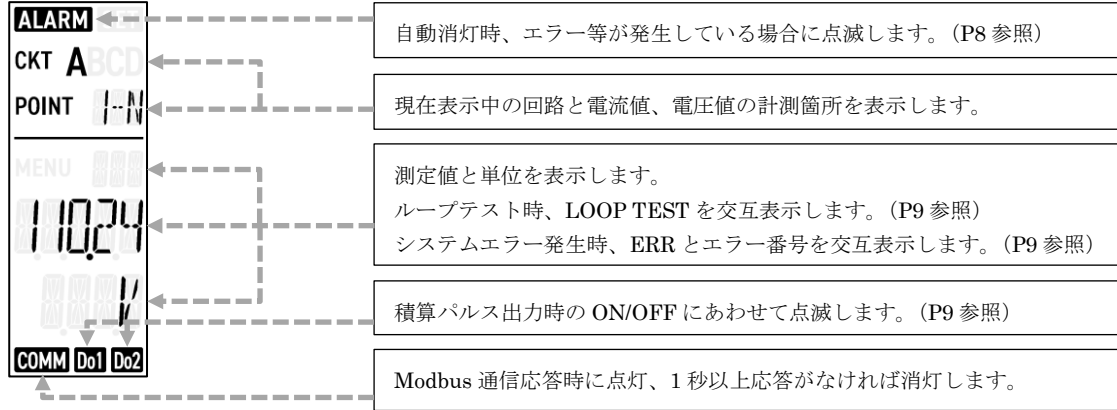 ALARM SET
自動消灯時、エラー等が発生している場合に点滅します。(P8 参照)
CKT ABCD
POINT 1-N
現在表示中の回路と電流値、電圧値の計測箇所を表示します。
MENU
測定値と単位を表示します。
110.24
ループテスト時、LOOP TEST を交互表示します。(P9 参照)
システムエラー発生時、ERR とエラー番号を交互表示します。(P9 参照)
V
積算パルス出力時の ON/OFF にあわせて点滅します。(P9 参照)
COMM Do1 Do2
Modbus 通信応答時に点灯、1 秒以上応答がなければ消灯します。